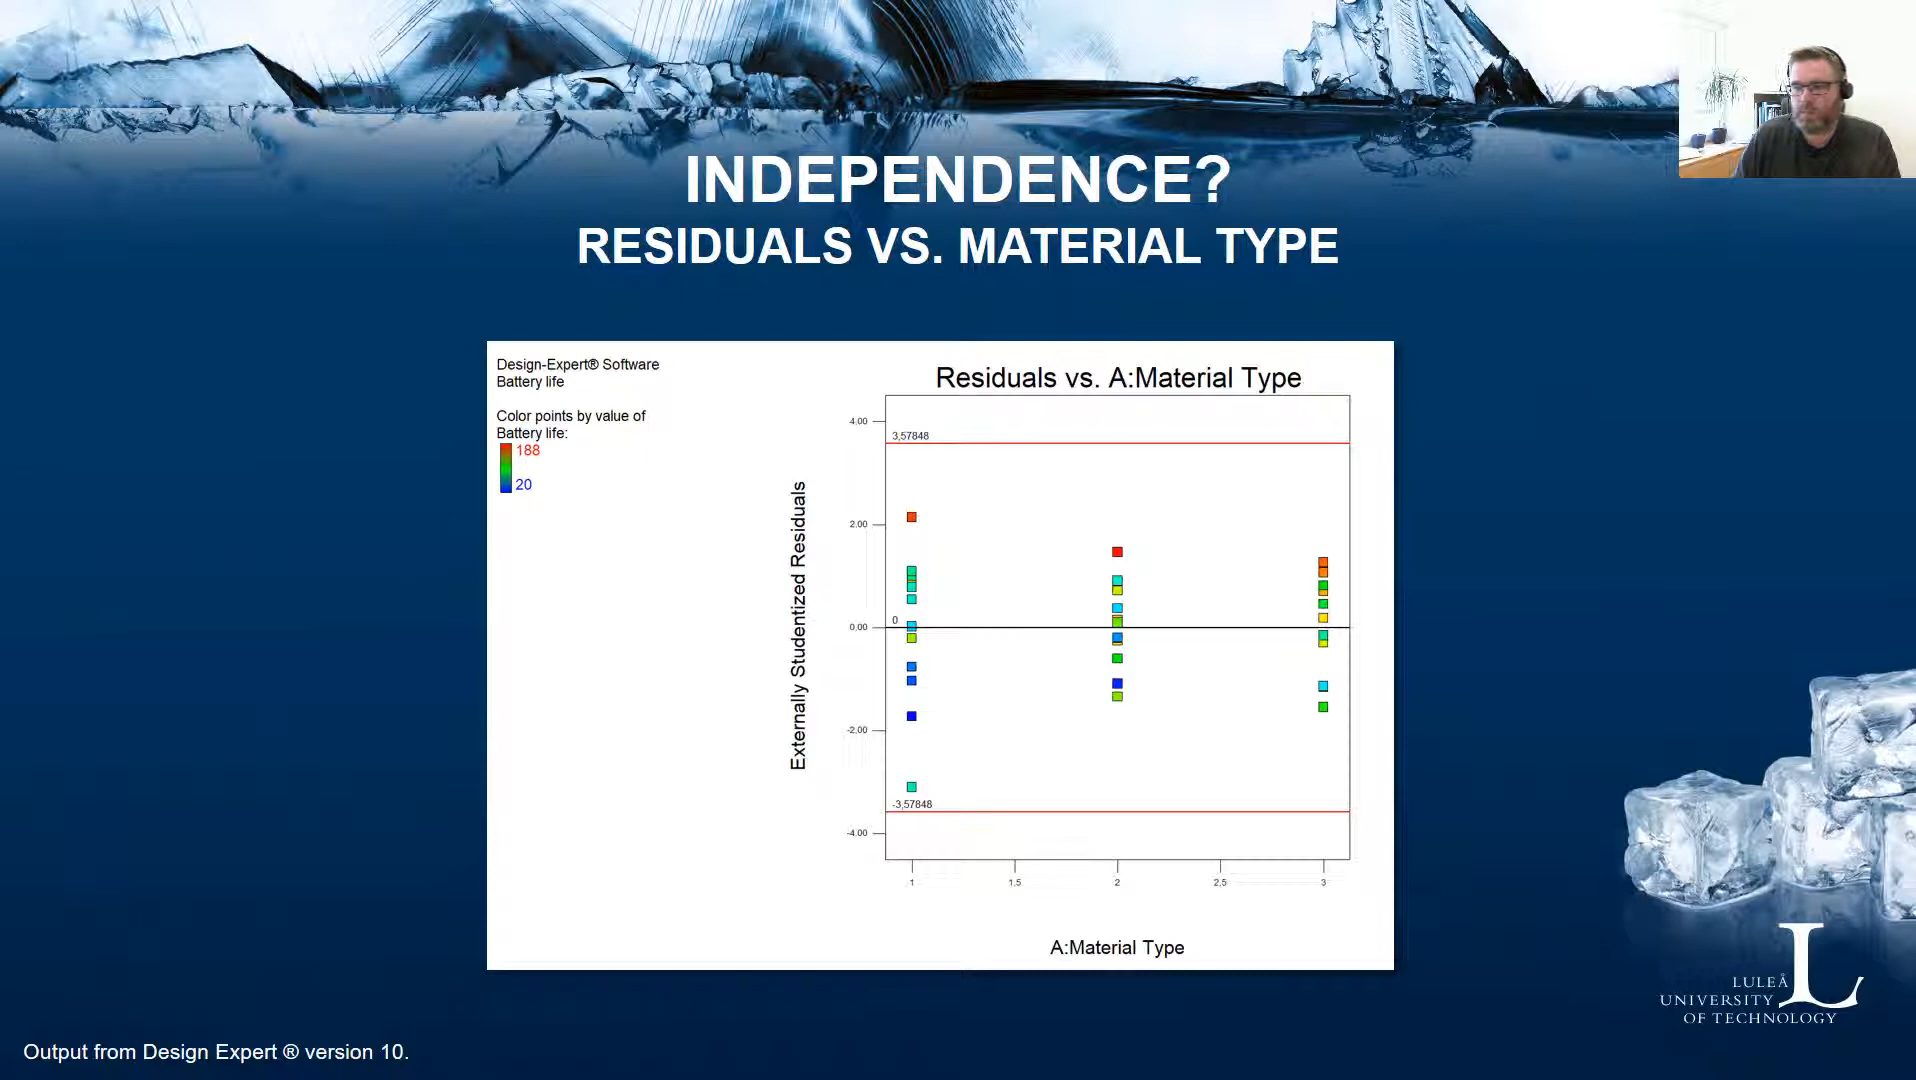 INDEPENDENCE?
RESIDUALS VS. MATERIAL TYPE
Design-Expert® Software
Battery life
Color points by value of
Battery life:
188
20
Residuals vs. A:Material Type
Externally Studentized Residuals
4,00
2,00
0,00
-2,00
-4,00
3,57848
0
-3,57848
1
1,5
2
2,5
3
A:Material Type
LULEÅ
UNIVERSITY
OF TECHNOLOGY
L
Output from Design Expert ® version 10.